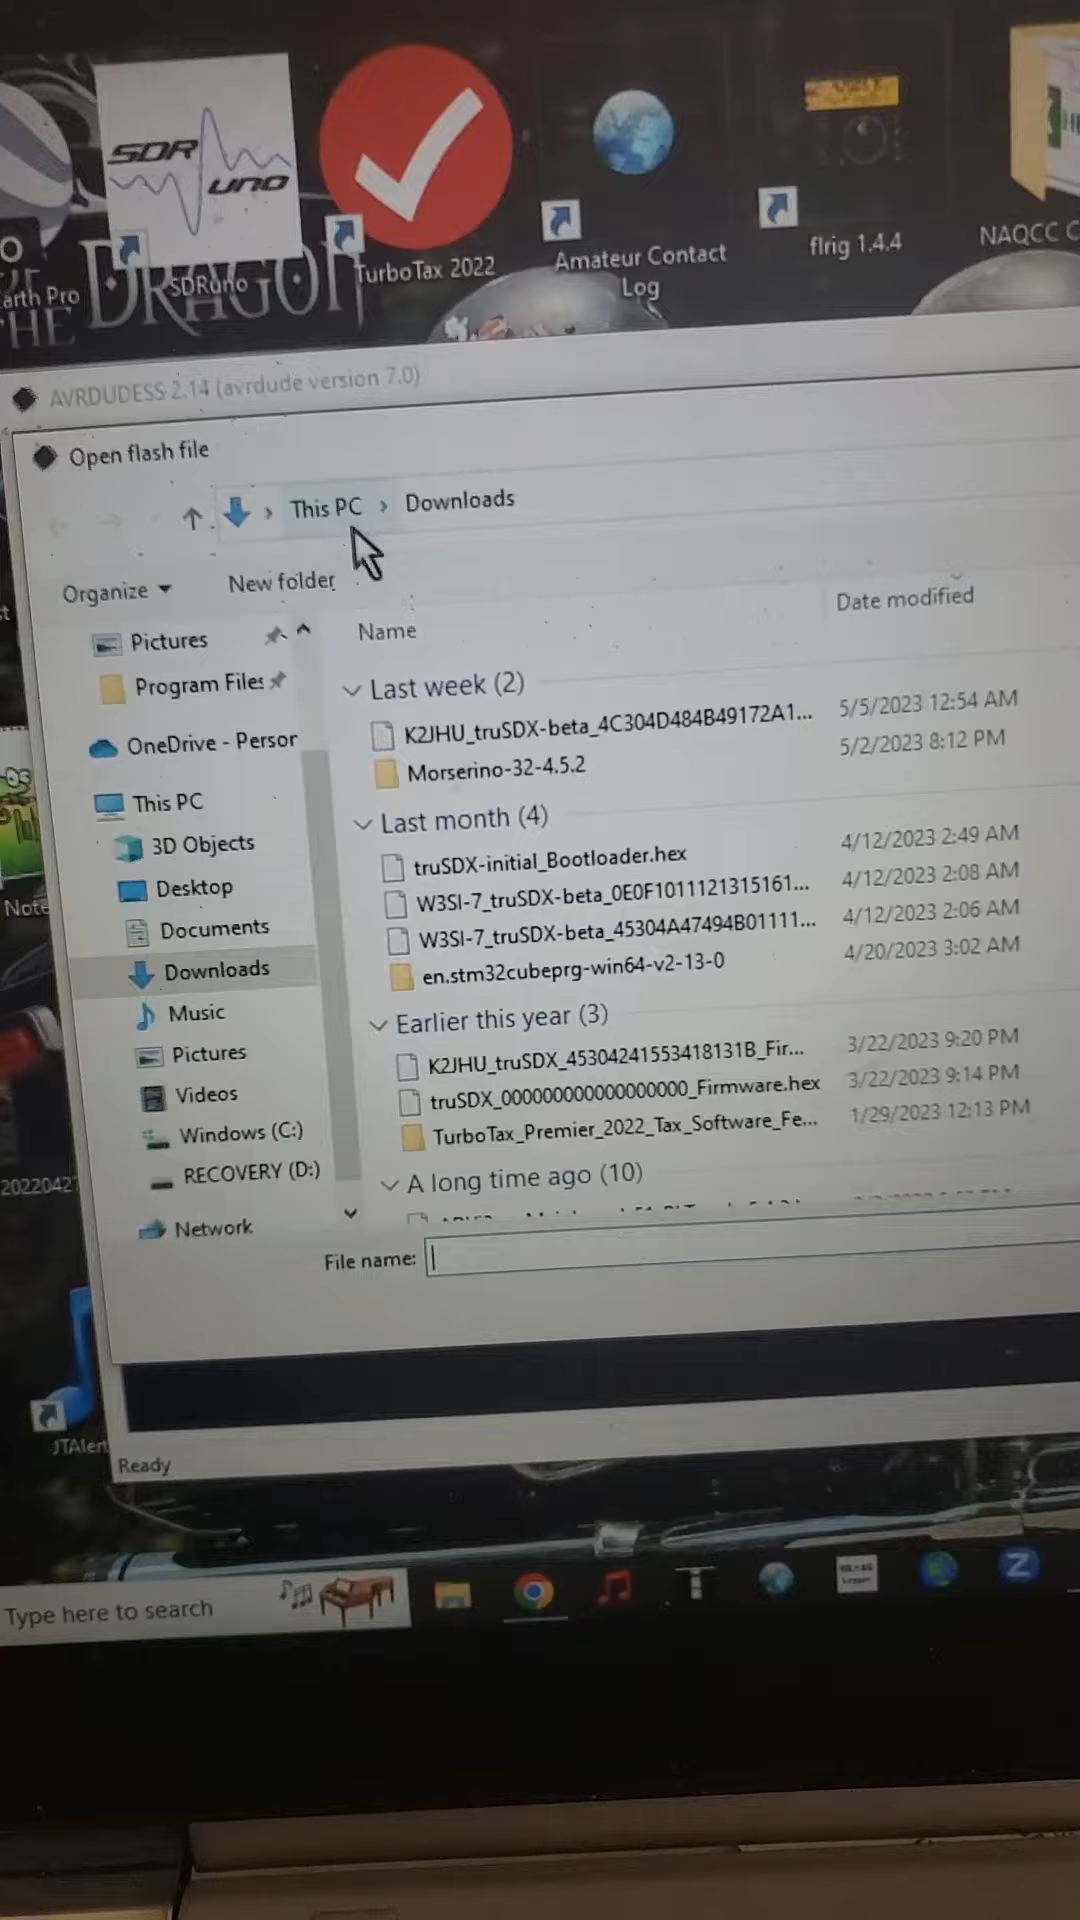 SDR
UNO
O
OF
THE DRAGON
arth Pro
SDRuno
TurboTax 2022
Amateur Contact
Log
flrig 1.4.4
NAQCC C
AVRDUDESS 2.14 (avrdude version 7.0)
Open flash file
› This PC › Downloads
Organize
New folder
Name
Date modified
Pictures
Program Files
OneDrive - Person
This PC
3D Objects
Desktop
Documents
Downloads
Music
Pictures
Videos
Windows (C:)
RECOVERY (D:)
Network
Last week (2)
K2JHU_truSDX-beta_4C304D484B49172A1... 5/5/2023 12:54 AM
Morserino-32-4.5.2 5/2/2023 8:12 PM
Last month (4)
truSDX-initial_Bootloader.hex 4/12/2023 2:49 AM
W3SI-7_truSDX-beta_0E0F1011121315161... 4/12/2023 2:08 AM
W3SI-7_truSDX-beta_45304A47494B01111... 4/12/2023 2:06 AM
en.stm32cubeprg-win64-v2-13-0 4/20/2023 3:02 AM
Earlier this year (3)
K2JHU_truSDX_45304241553418131B_Fir... 3/22/2023 9:20 PM
truSDX_000000000000000000_Firmware.hex 3/22/2023 9:14 PM
TurboTax_Premier_2022_Tax_Software_Fe... 1/29/2023 12:13 PM
A long time ago (10)
File name:
Note
2022042
JTAlert
Ready
Type here to search
Z